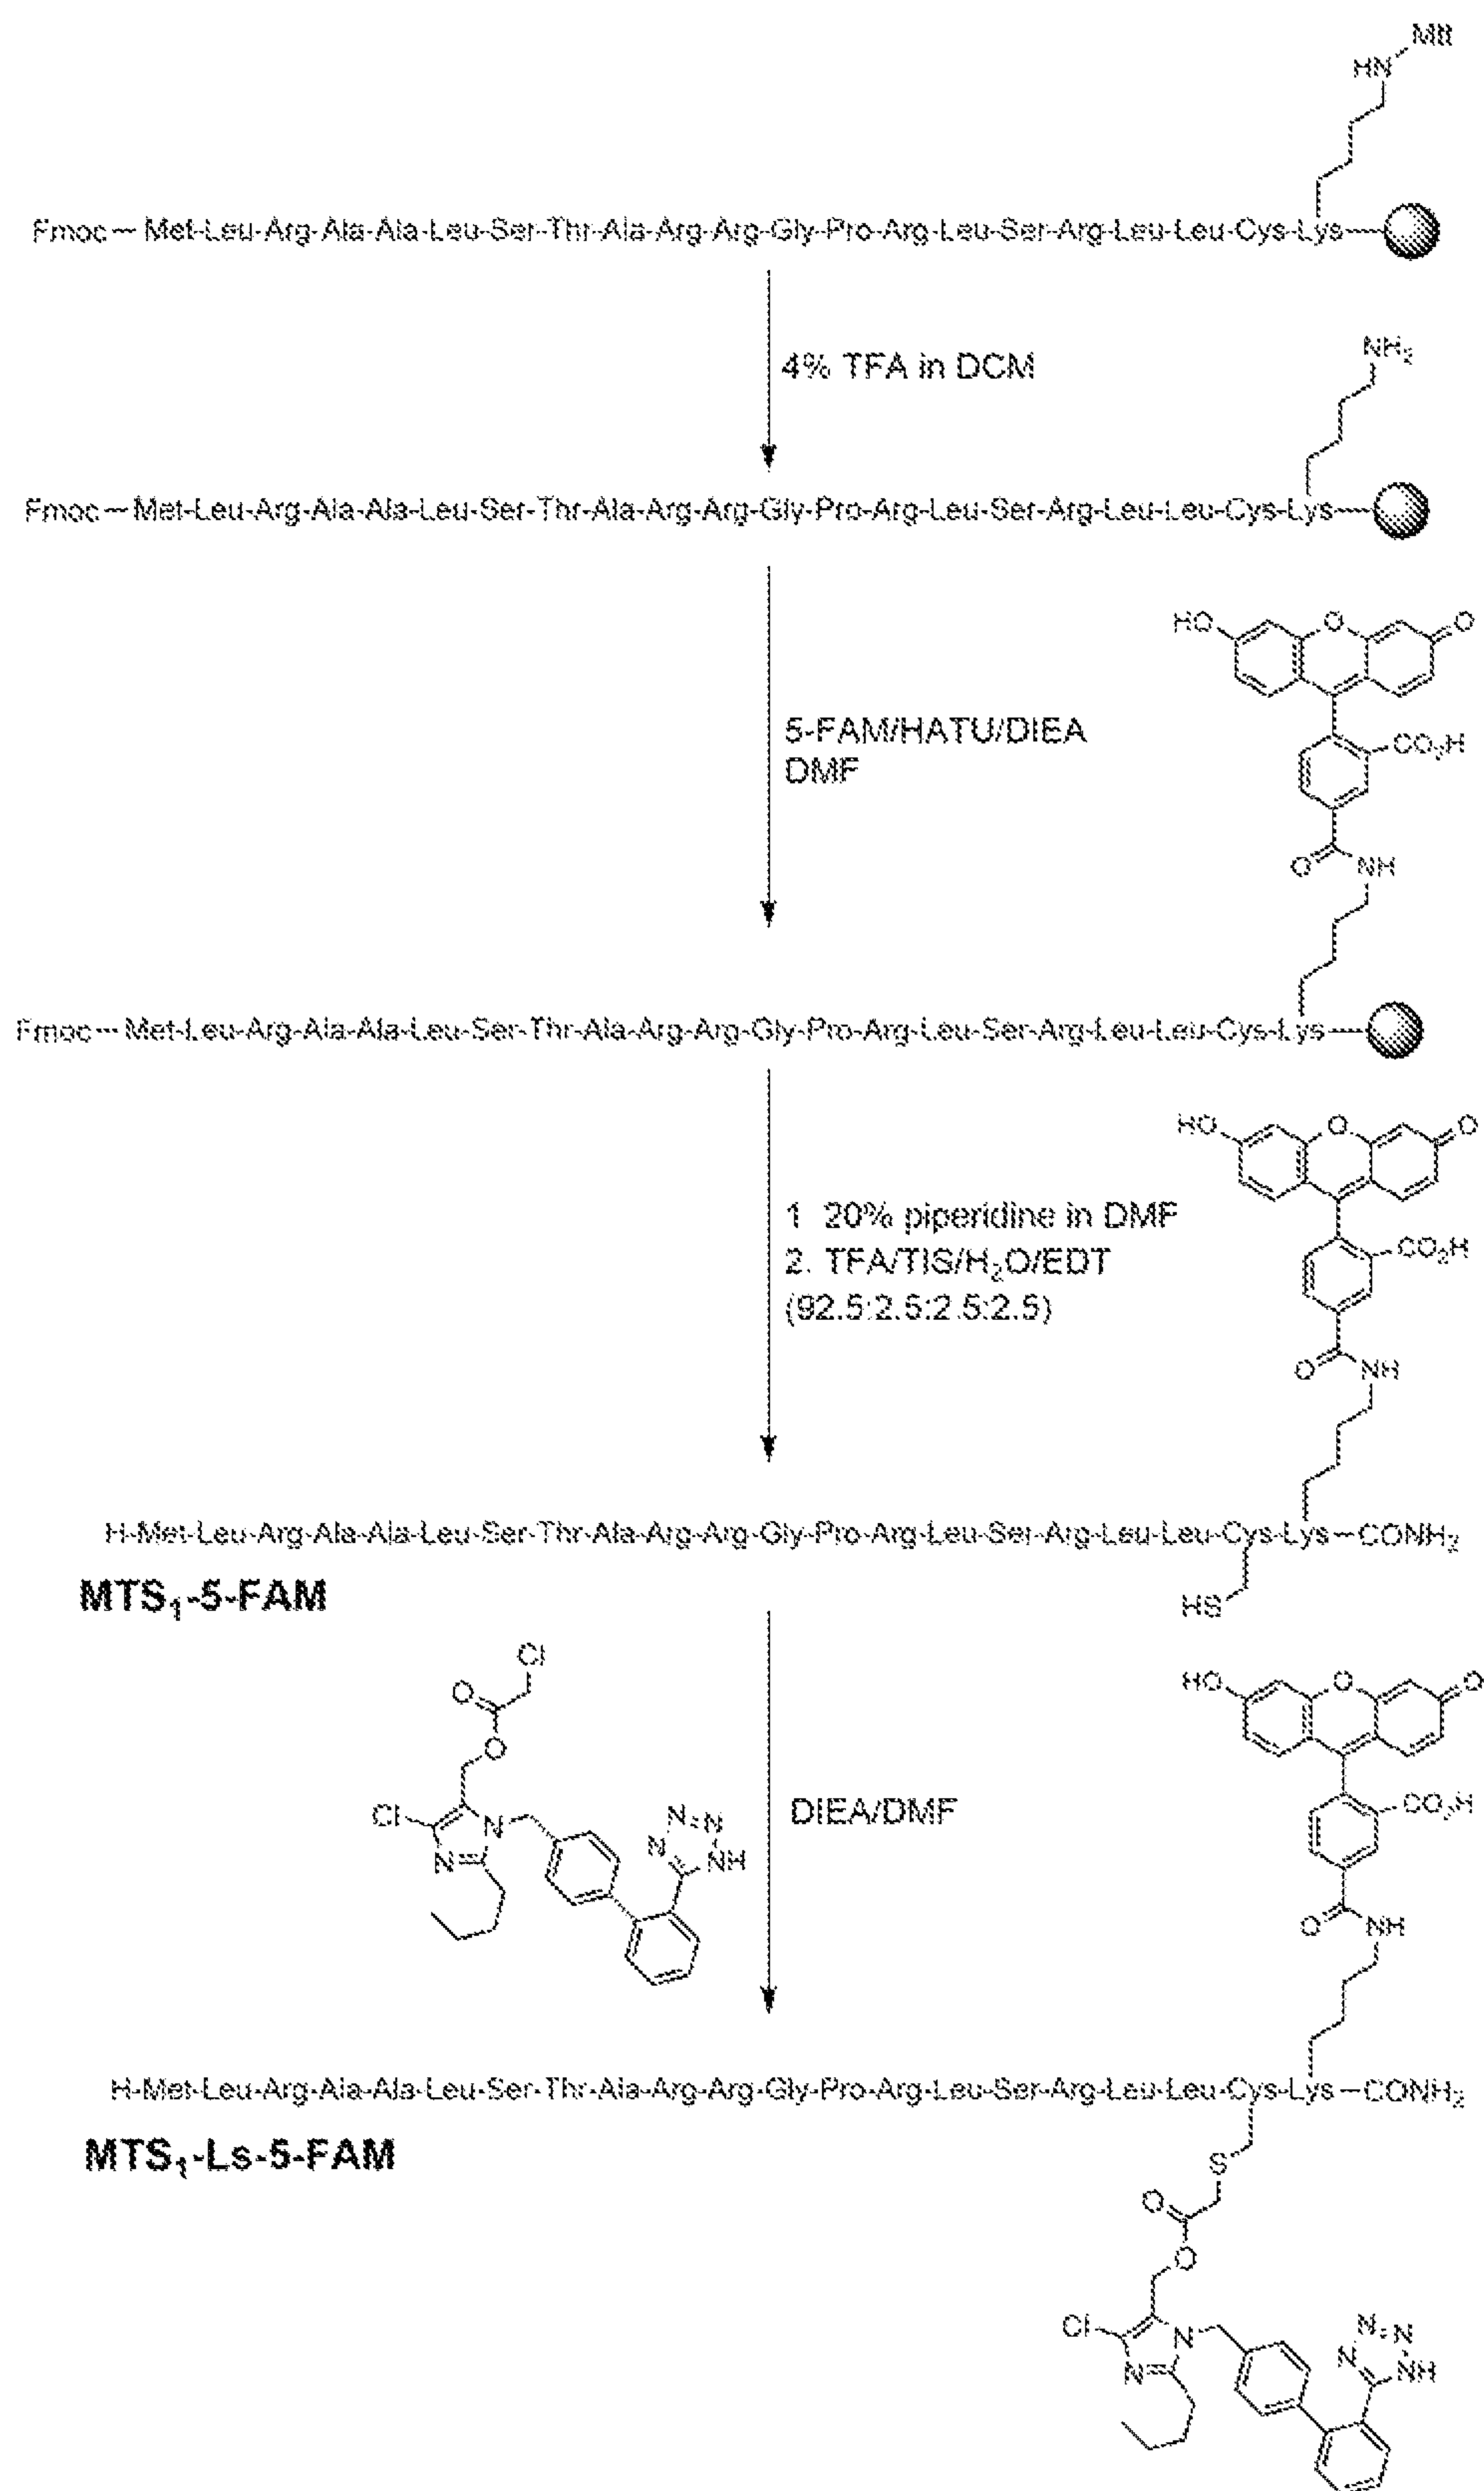 Mtt
HN
Fmoc-Met-Leu-Arg-Ala-Ala-Leu-Ser-Thr-Ala-Arg-Arg-Gly-Pro-Arg-Leu-Ser-Arg-Leu-Leu-Cys-Lys
4% TFA in DCM
NH2
Fmoc-Met-Leu-Arg-Ala-Ala-Leu-Ser-Thr-Ala-Arg-Arg-Gly-Pro-Arg-Leu-Ser-Arg-Leu-Leu-Cys-Lys
HO O O
5-FAM/HATU/DIEA
DMF
CO2H
O NH
Fmoc-Met-Leu-Arg-Ala-Ala-Leu-Ser-Thr-Ala-Arg-Arg-Gly-Pro-Arg-Leu-Ser-Arg-Leu-Leu-Cys-Lys
HO O O
1 20% piperidine in DMF
2. TFA/TIS/H2O/EDT
(92.5:2.5:2.5:2.5)
CO2H
O NH
H-Met-Leu-Arg-Ala-Ala-Leu-Ser-Thr-Ala-Arg-Arg-Gly-Pro-Arg-Leu-Ser-Arg-Leu-Leu-Cys-Lys-CONH2
MTS1-5-FAM
HS
Cl
O
O
HO O O
Cl N N N=N
N NH
DIEA/DMF
CO2H
O NH
H-Met-Leu-Arg-Ala-Ala-Leu-Ser-Thr-Ala-Arg-Arg-Gly-Pro-Arg-Leu-Ser-Arg-Leu-Leu-Cys-Lys-CONH2
MTS1-Ls-5-FAM
S
O
O
Cl N N=N
N N NH